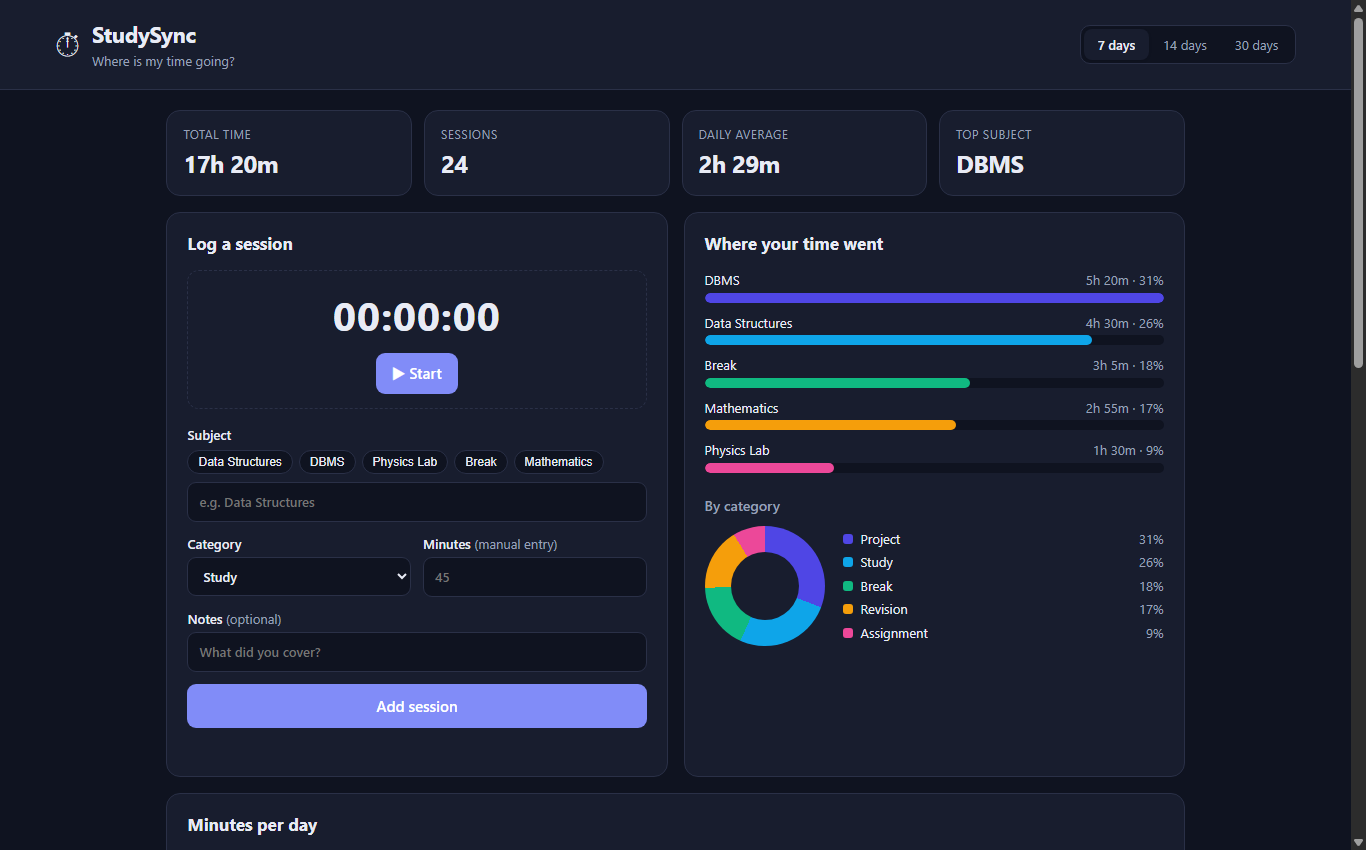 StudySync
Where is my time going?
7 days 14 days 30 days
TOTAL TIME
17h 20m
SESSIONS
24
DAILY AVERAGE
2h 29m
TOP SUBJECT
DBMS
Log a session
00:00:00
▶ Start
Subject
Data Structures DBMS Physics Lab Break Mathematics
e.g. Data Structures
Category
Study
Minutes (manual entry)
45
Notes (optional)
What did you cover?
Add session
Where your time went
DBMS 5h 20m · 31%
Data Structures 4h 30m · 26%
Break 3h 5m · 18%
Mathematics 2h 55m · 17%
Physics Lab 1h 30m · 9%
By category
Project 31%
Study 26%
Break 18%
Revision 17%
Assignment 9%
Minutes per day